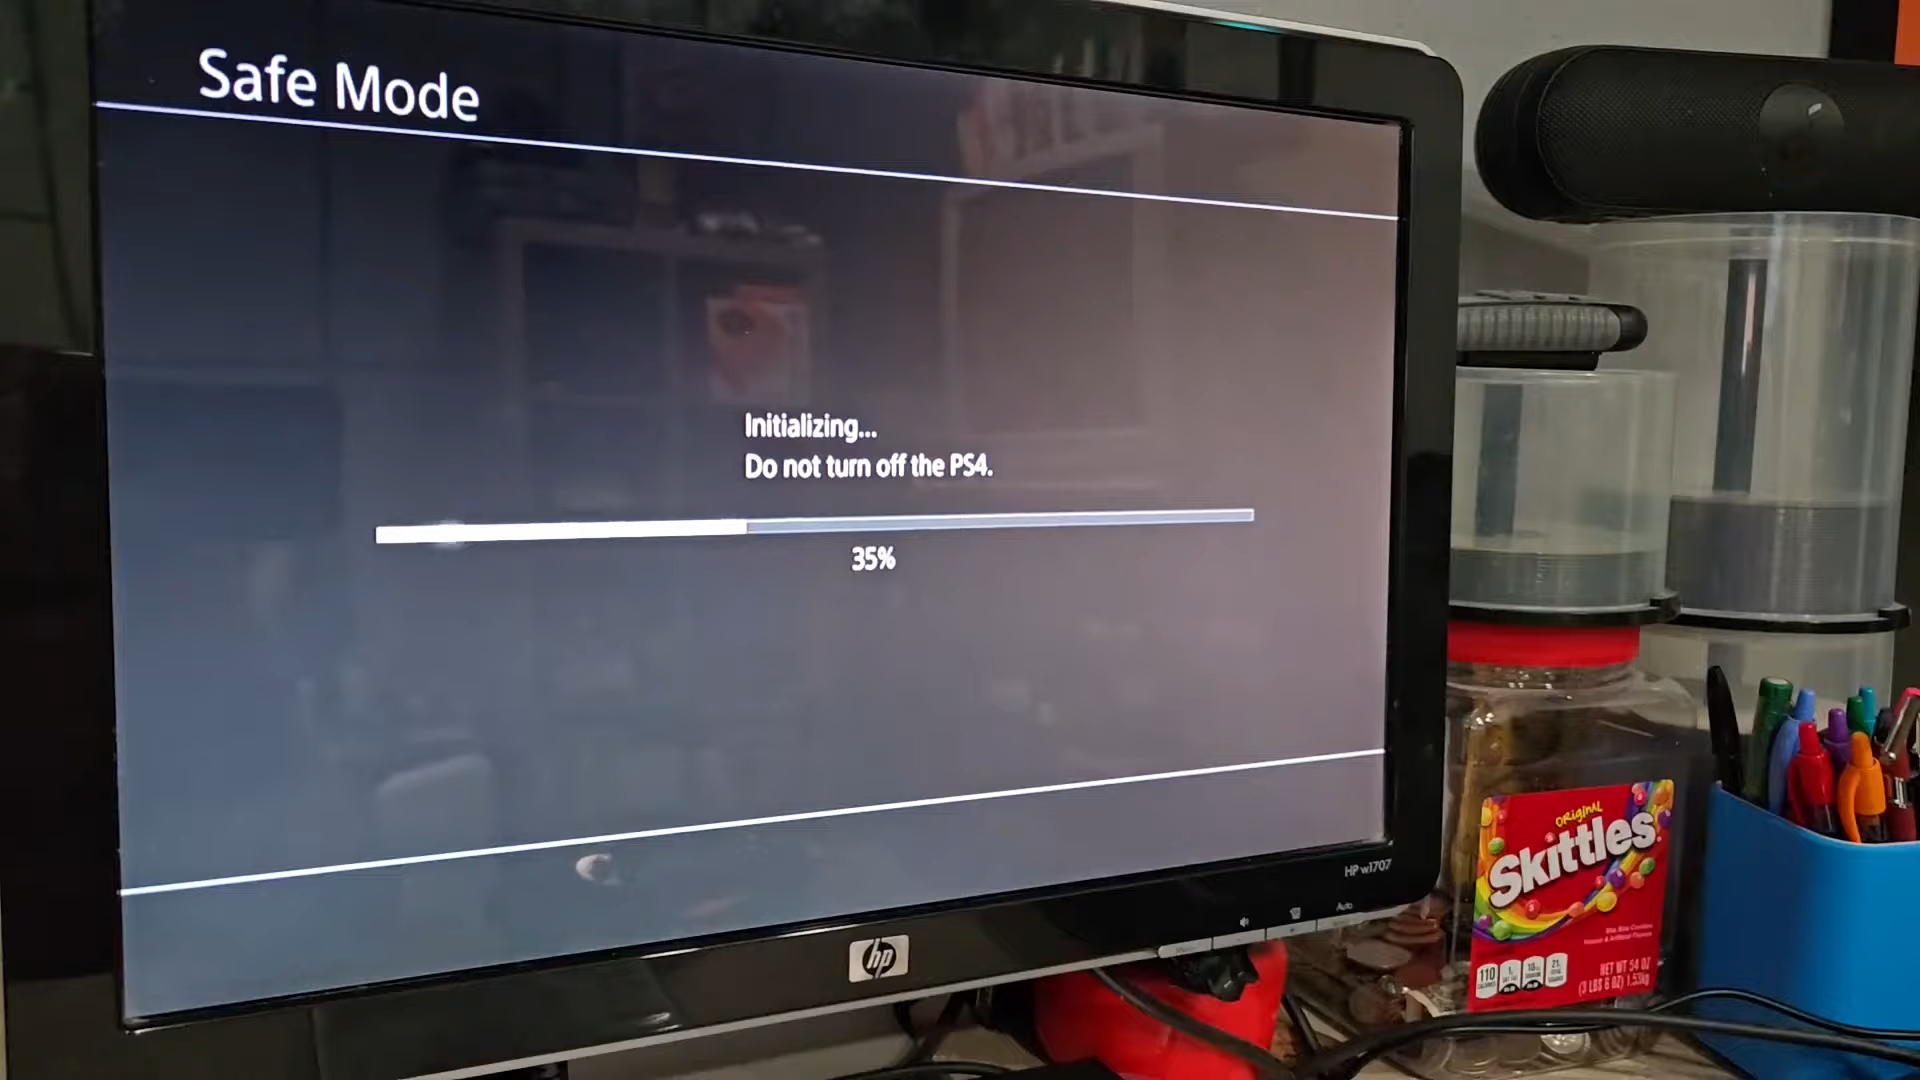 Safe Mode
Initializing...
Do not turn off the PS4.
35%
HP w1707
Auto
hp
ORIGINAL
Skittles
110
NET WT 54 OZ
(3 LBS 6 OZ) 1.53kg